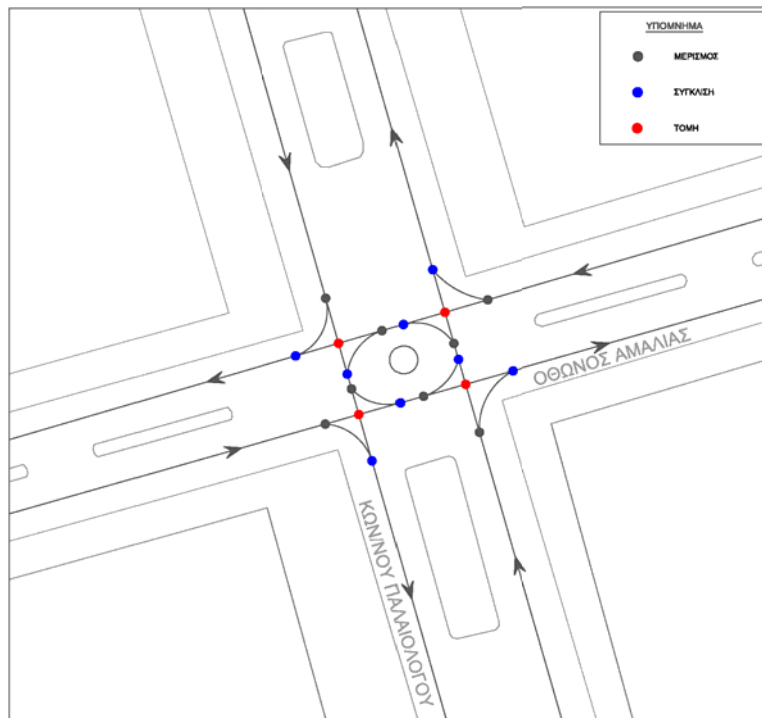 ΥΠΟΜΝΗΜΑ
ΜΕΡΙΣΜΟΣ
ΣΥΓΚΛΙΣΗ
ΤΟΜΗ
ΟΘΩΝΟΣ ΑΜΑΛΙΑΣ
ΚΩΝ/ΝΟΥ ΠΑΛΑΙΟΛΟΓΟΥ